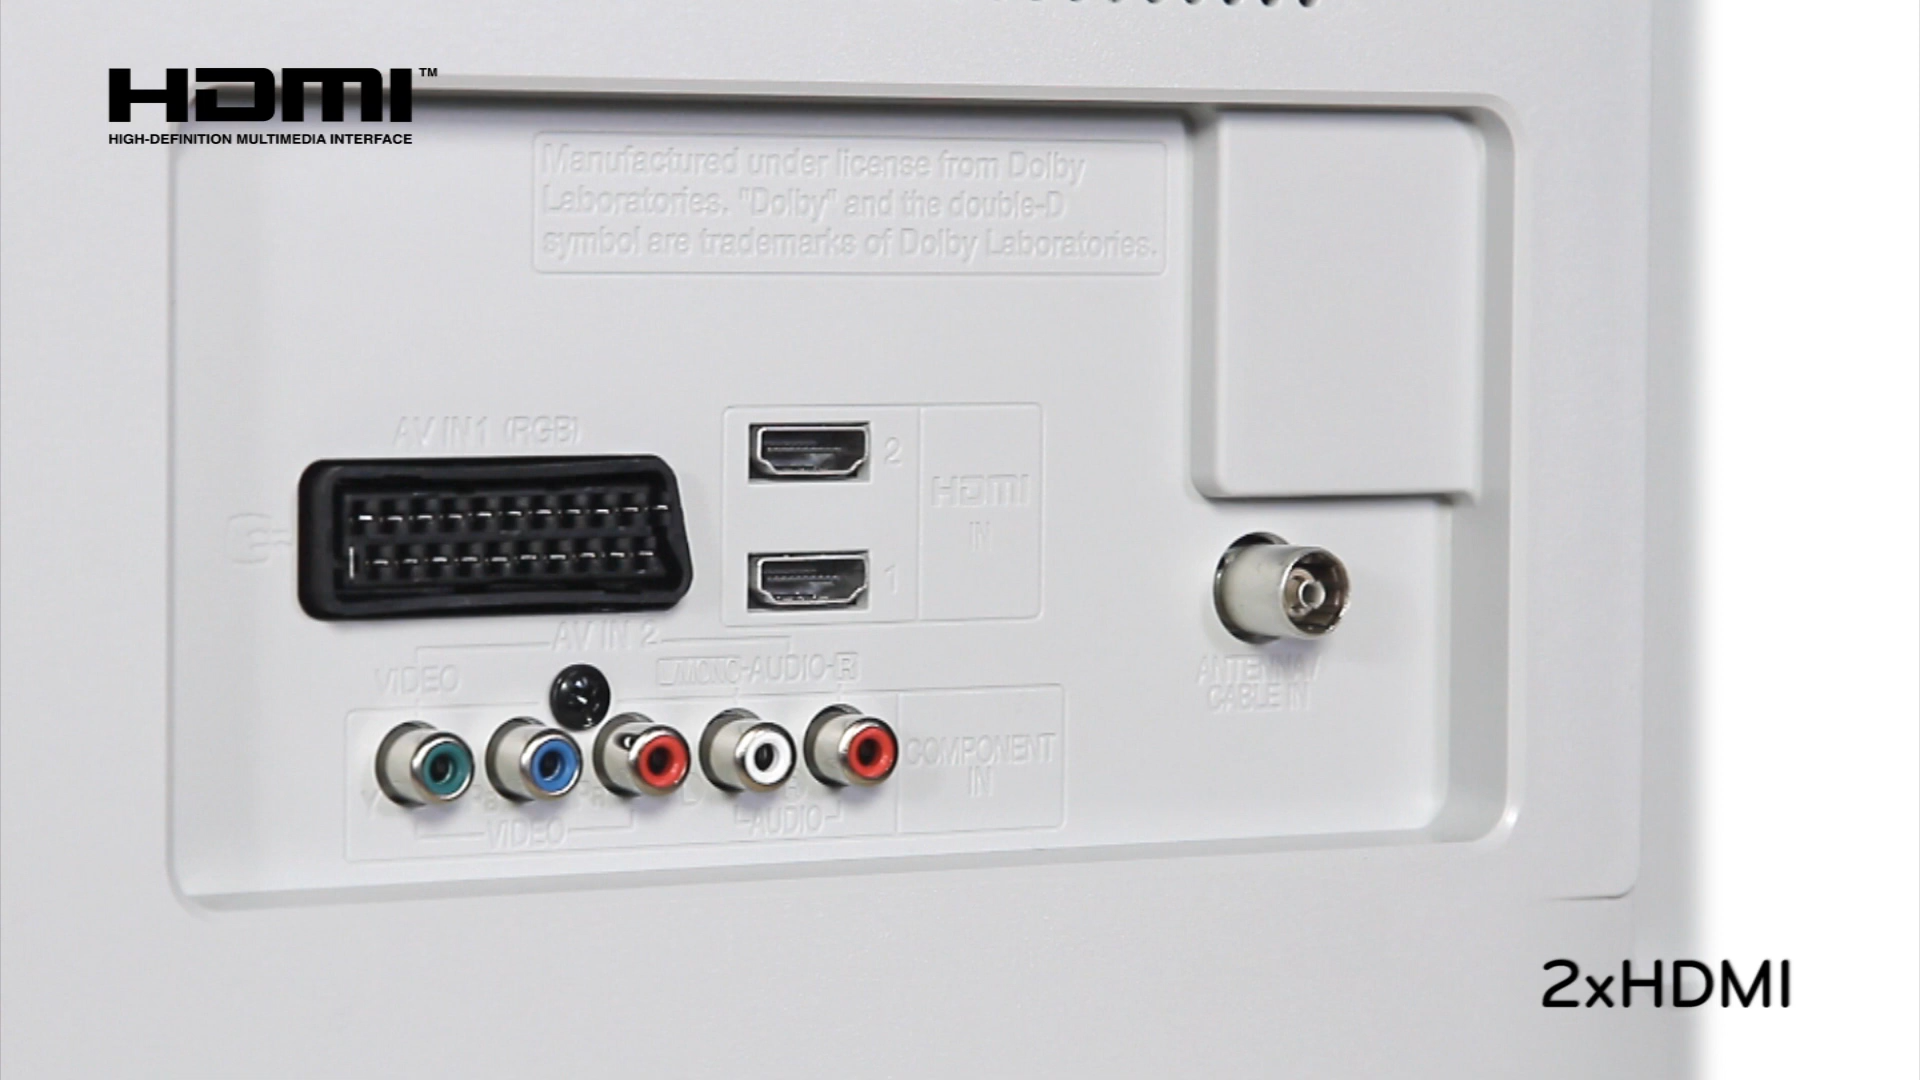 HDMI™
HIGH-DEFINITION MULTIMEDIA INTERFACE
Manufactured under license from Dolby
Laboratories. "Dolby" and the double-D
symbol are trademarks of Dolby Laboratories.
AV IN1 (RGB)
2
HDMI
IN
1
AV IN 2
VIDEO
L/MONO-AUDIO-R
ANTENNA/
CABLE IN
COMPONENT
IN
Y
VIDEO
L
AUDIO
2xHDMI